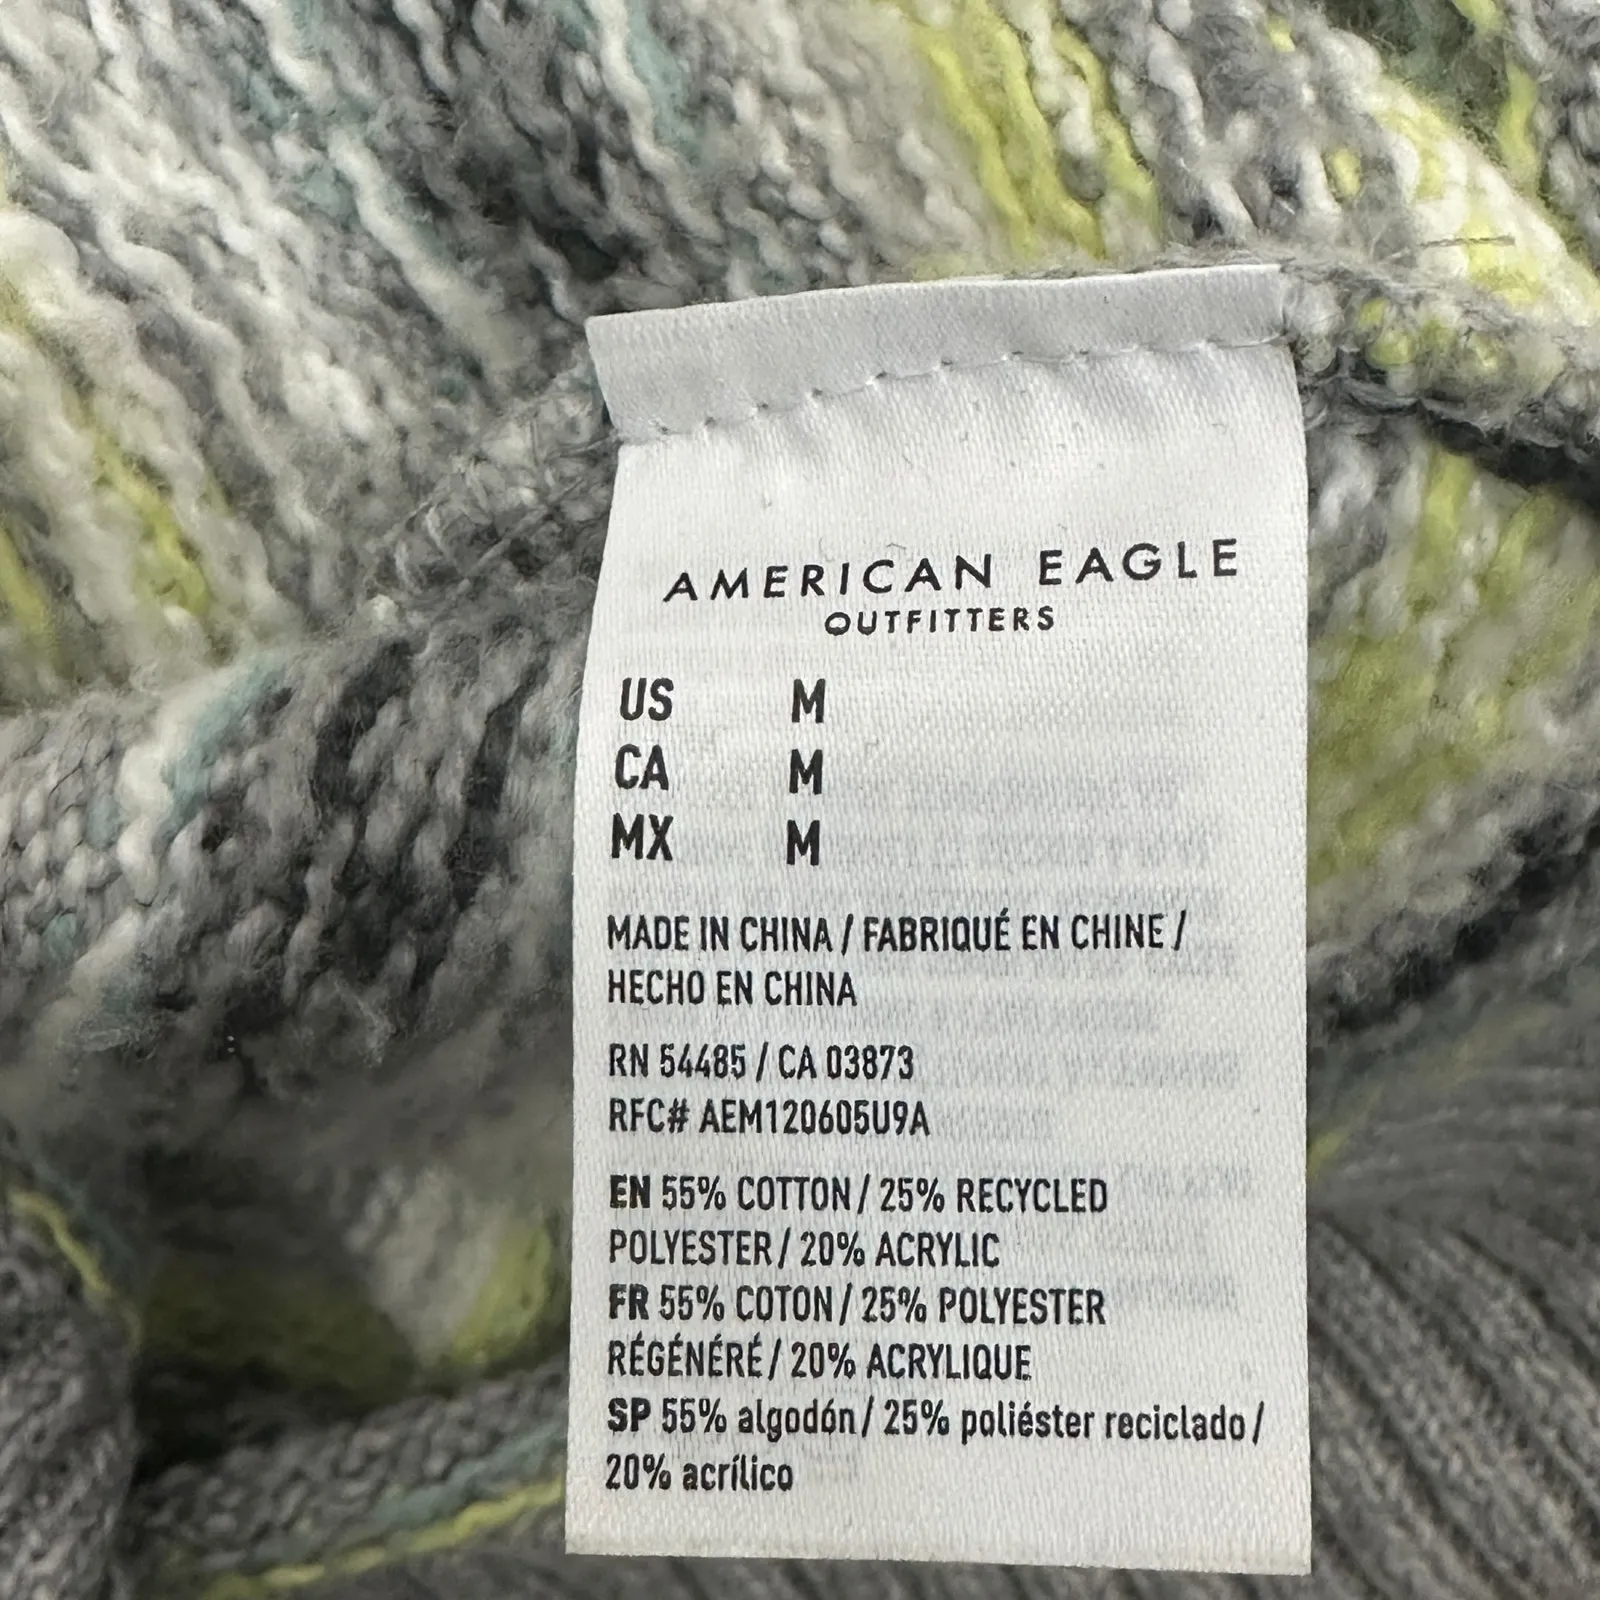 AMERICAN EAGLE
OUTFITTERS
US M
CA M
MX M
MADE IN CHINA / FABRIQUÉ EN CHINE /
HECHO EN CHINA
RN 54485 / CA 03873
RFC# AEM120605U9A
EN 55% COTTON / 25% RECYCLED
POLYESTER / 20% ACRYLIC
FR 55% COTON / 25% POLYESTER
RÉGÉNÉRÉ / 20% ACRYLIQUE
SP 55% algodón / 25% poliéster reciclado /
20% acrílico